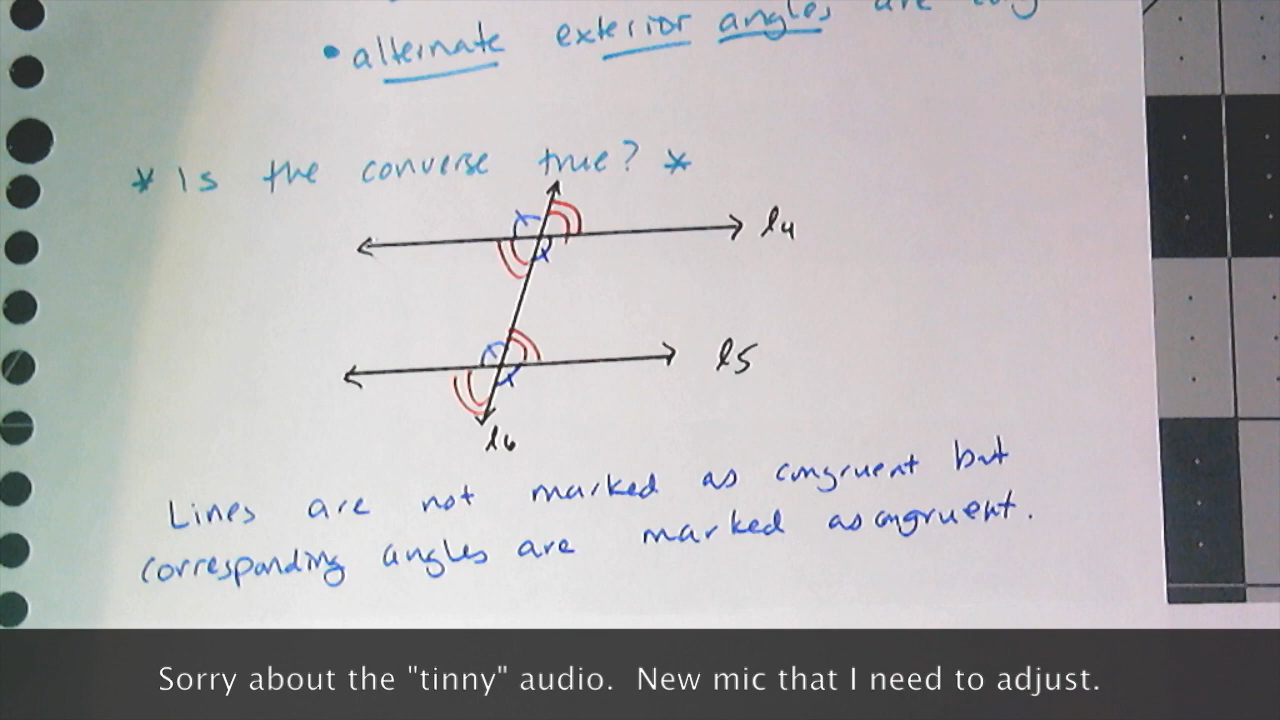 • alternate exterior angles are
* Is the converse true? *
l4
l5
l6
Lines are not marked as congruent but
corresponding angles are marked as congruent.
Sorry about the "tinny" audio. New mic that I need to adjust.